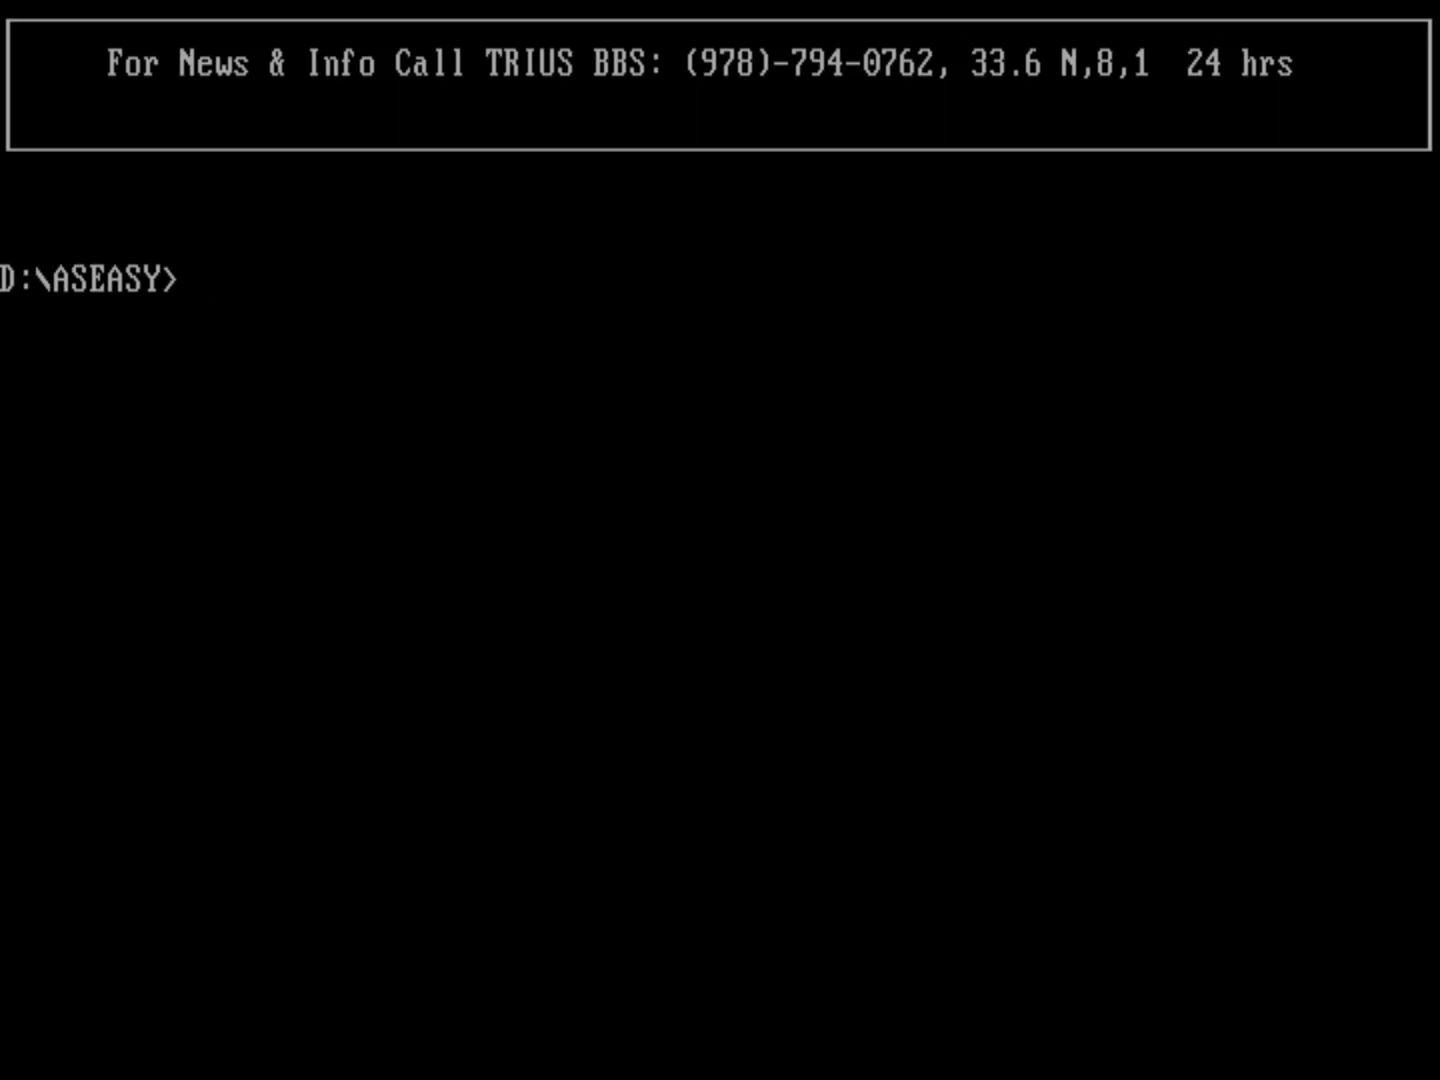 For News & Info Call TRIUS BBS: (978)-794-0762, 33.6 N,8,1  24 hrs
D:\ASEASY>